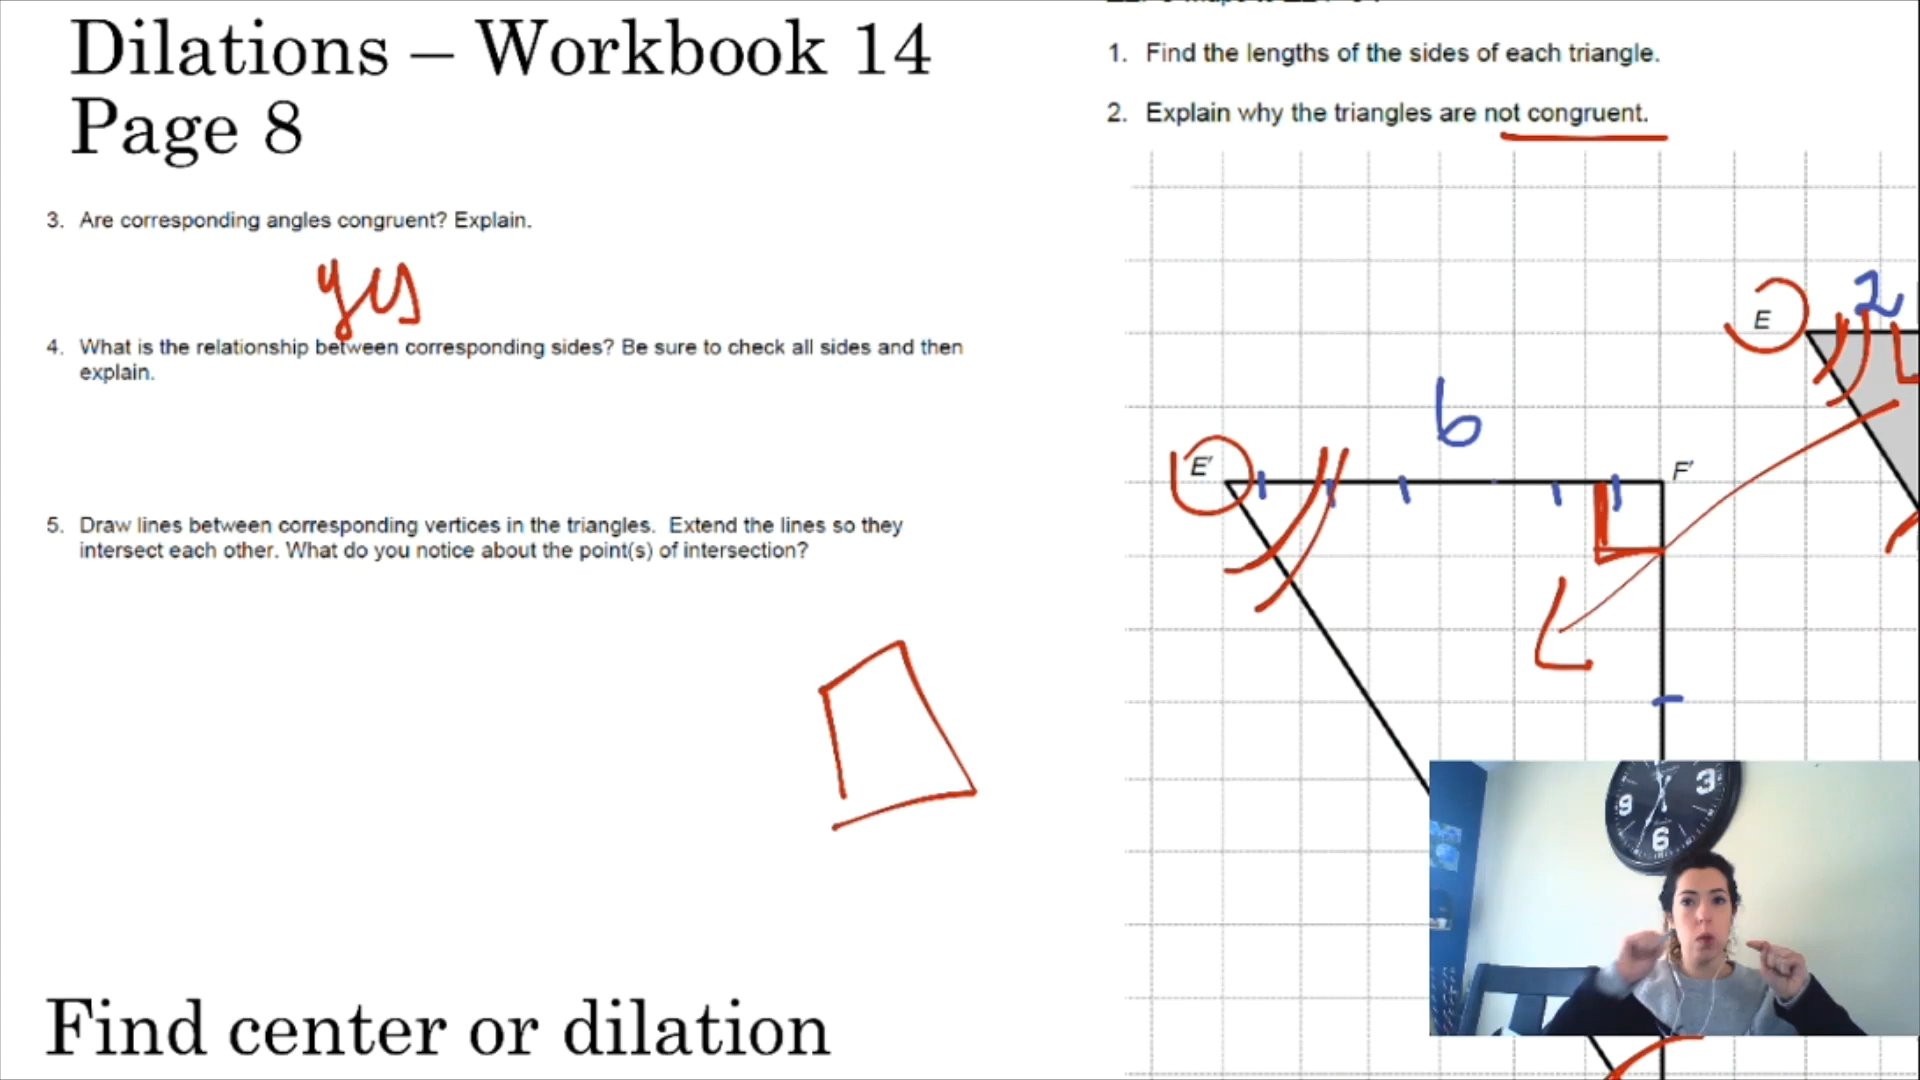 Dilations – Workbook 14
Page 8
3. Are corresponding angles congruent? Explain.
yes
4. What is the relationship between corresponding sides? Be sure to check all sides and then
explain.
5. Draw lines between corresponding vertices in the triangles. Extend the lines so they
intersect each other. What do you notice about the point(s) of intersection?
Find center or dilation
1. Find the lengths of the sides of each triangle.
2. Explain why the triangles are not congruent.
E
2
6
E'
F'
3
9
6